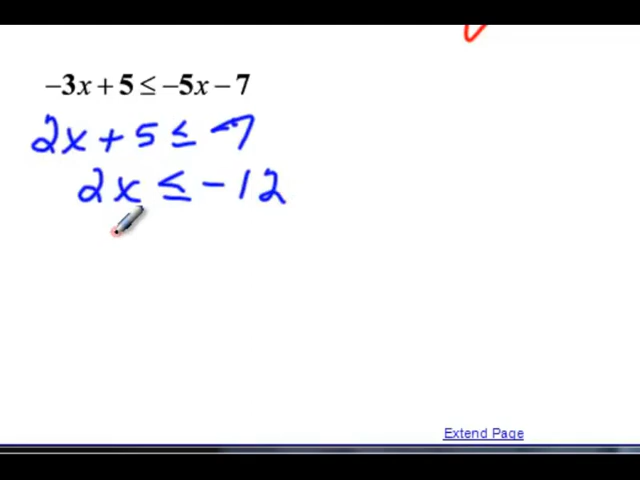 −3x + 5 ≤ −5x − 7
2x + 5 ≤ -7
2x ≤ -12
Extend Page